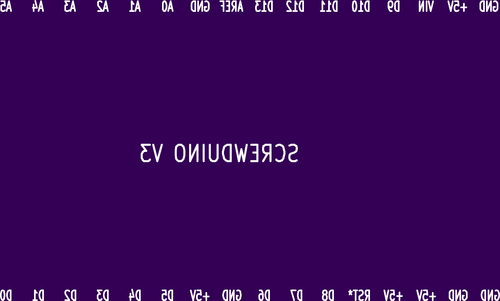 GND +5V VIN D9 D10 D11 D12 D13 AREF GND A0 A1 A2 A3 A4 A5
SCREWDUINO V3
GND GND +5V +5V RST* D8 D7 D6 GND +5V D5 D4 D3 D2 D1 D0